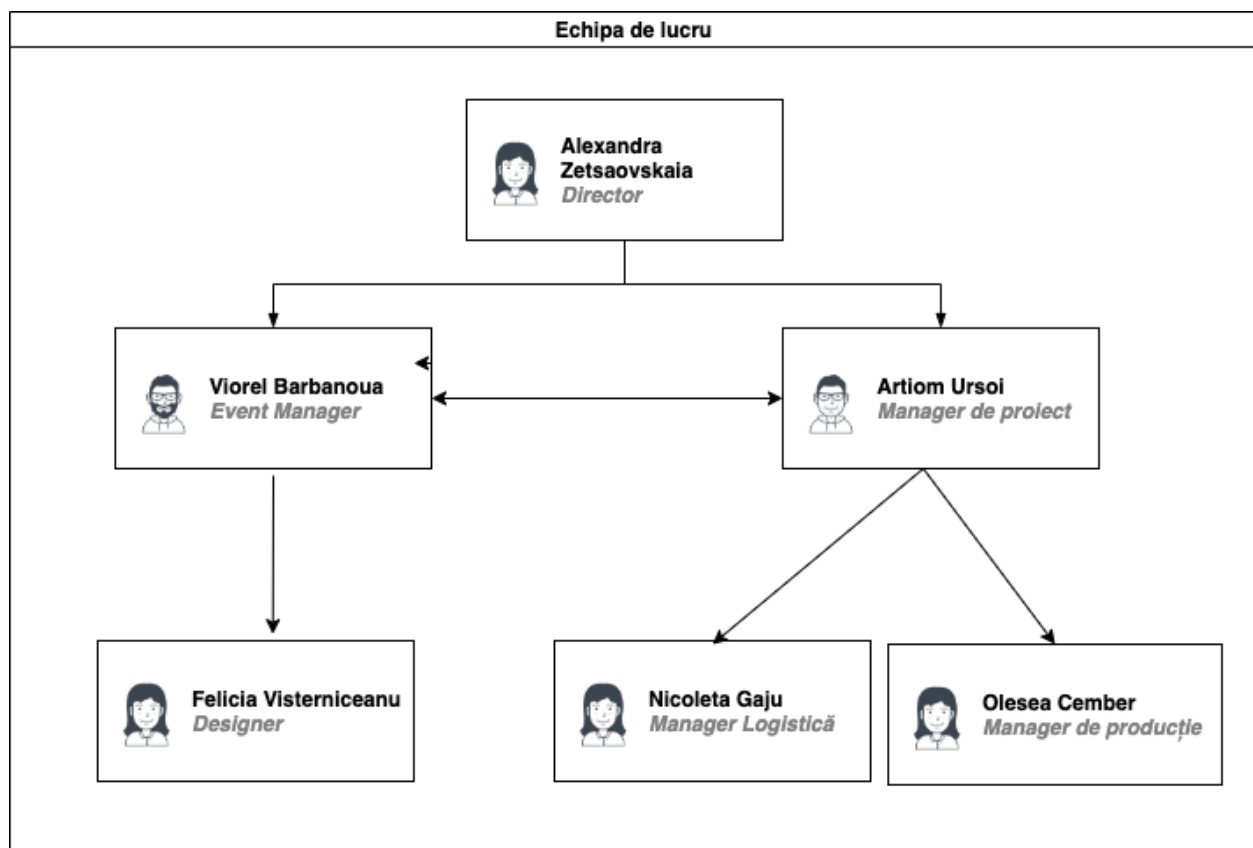 Echipa de lucru
Alexandra
Zetsaovskaia
Director
Viorel Barbanoua
Event Manager
Artiom Ursoi
Manager de proiect
Felicia Visterniceanu
Designer
Nicoleta Gaju
Manager Logistică
Olesea Cember
Manager de producție